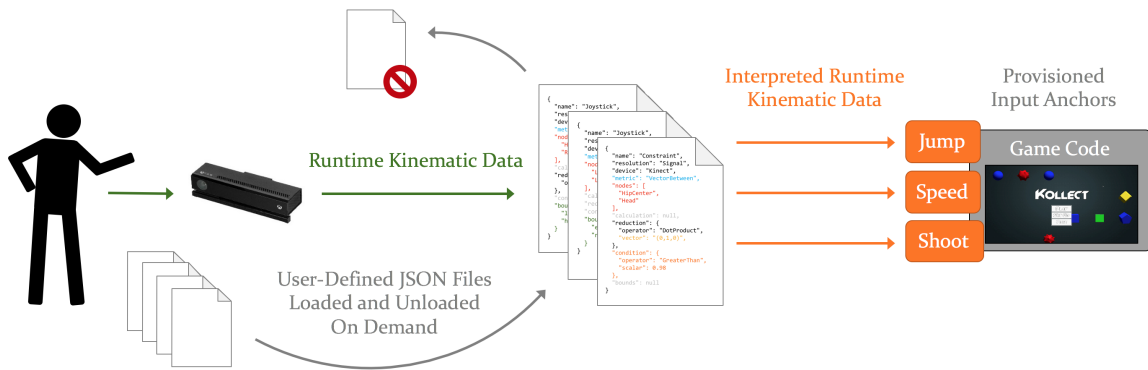 Runtime Kinematic Data
User-Defined JSON Files
Loaded and Unloaded
On Demand
{
"name": "Joystick",
{
"name": "Joystick",
{
"name": "Constraint",
"resolution": "Signal",
"device": "Kinect",
"metric": "VectorBetween",
"nodes": [
"HipCenter",
"Head"
],
"calculation": null,
"reduction": {
"operator": "DotProduct",
"vector": "(0,1,0)",
},
"condition": {
"operator": "GreaterThan",
"scalar": 0.90
},
"bounds": null
}
Interpreted Runtime
Kinematic Data
Provisioned
Input Anchors
Jump
Speed
Shoot
Game Code
KOLLECT